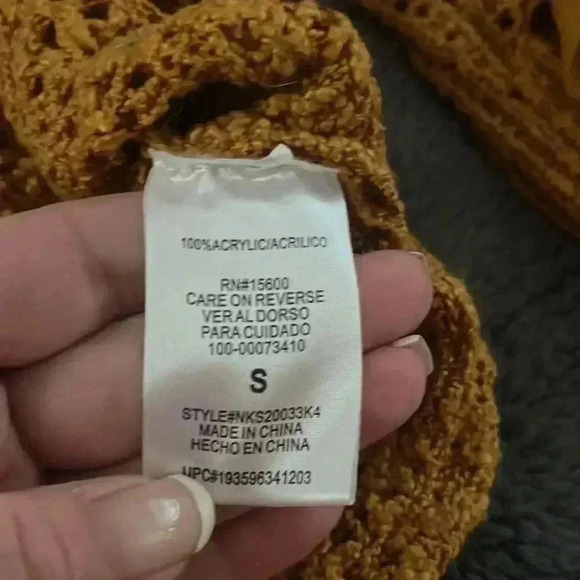 100%ACRYLIC/ACRILICO
RN#15600
CARE ON REVERSE
VER AL DORSO
PARA CUIDADO
100-00073410
S
STYLE#NKS20033K4
MADE IN CHINA
HECHO EN CHINA
UPC#193596341203